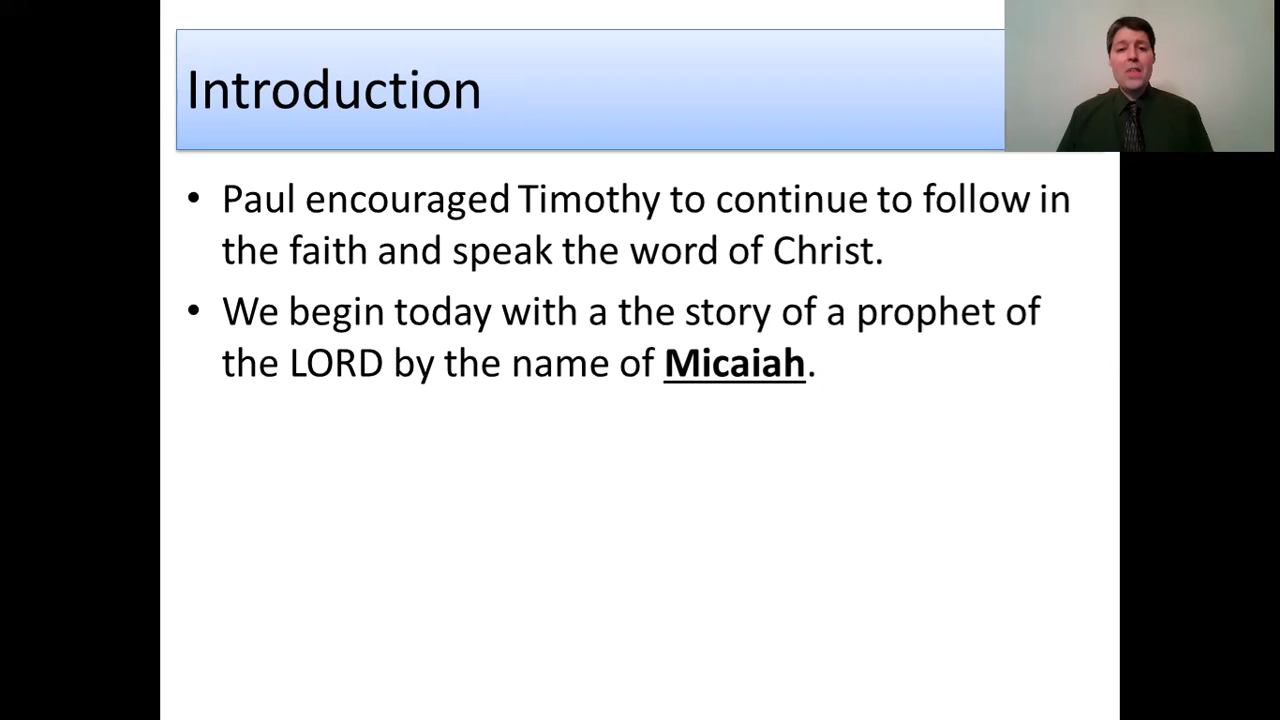 Introduction
• Paul encouraged Timothy to continue to follow in
the faith and speak the word of Christ.
• We begin today with a the story of a prophet of
the LORD by the name of Micaiah.